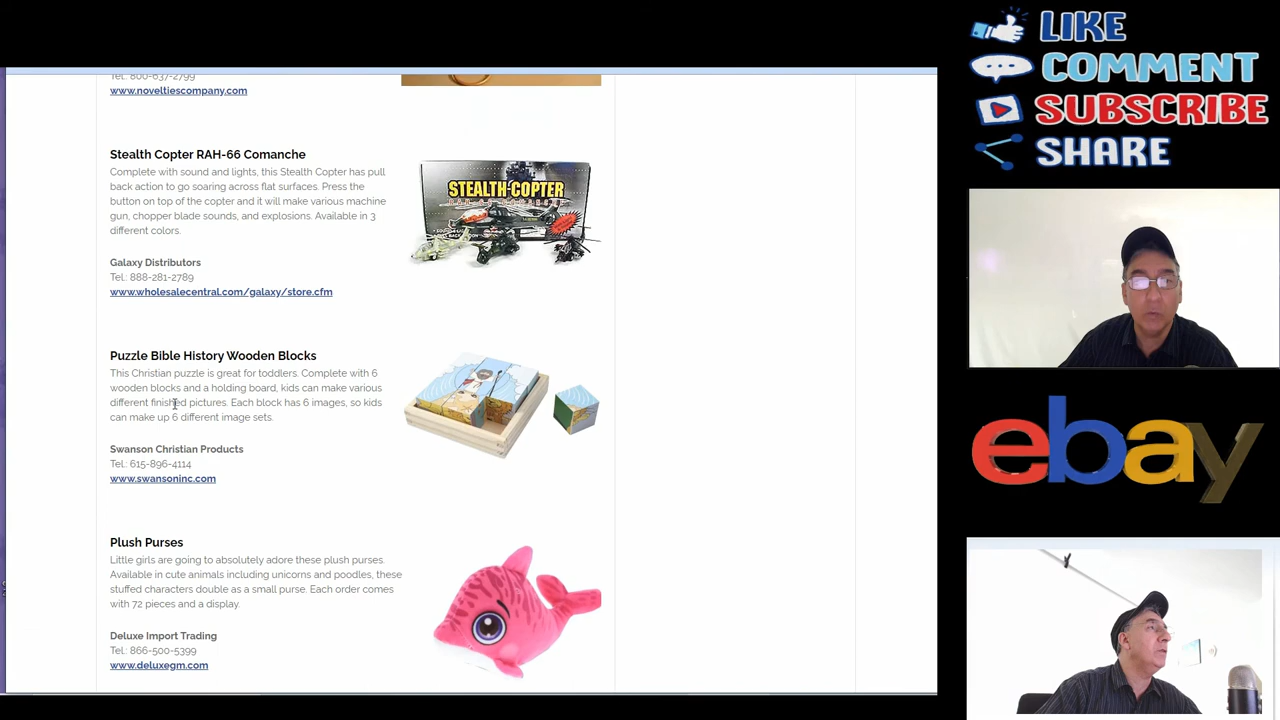 Tel.: 800-637-2799
www.noveltiescompany.com
Stealth Copter RAH-66 Comanche
Complete with sound and lights, this Stealth Copter has pull
back action to go soaring across flat surfaces. Press the
button on top of the copter and it will make various machine
gun, chopper blade sounds, and explosions. Available in 3
different colors.
Galaxy Distributors
Tel.: 888-281-2789
www.wholesalecentral.com/galaxy/store.cfm
STEALTH-COPTER
Puzzle Bible History Wooden Blocks
This Christian puzzle is great for toddlers. Complete with 6
wooden blocks and a holding board, kids can make various
different finished pictures. Each block has 6 images, so kids
can make up 6 different image sets.
Swanson Christian Products
Tel.: 615-896-4114
www.swansoninc.com
Plush Purses
Little girls are going to absolutely adore these plush purses.
Available in cute animals including unicorns and poodles, these
stuffed characters double as a small purse. Each order comes
with 72 pieces and a display.
Deluxe Import Trading
Tel.: 866-500-5399
www.deluxegm.com
LIKE
COMMENT
SUBSCRIBE
SHARE
ebay